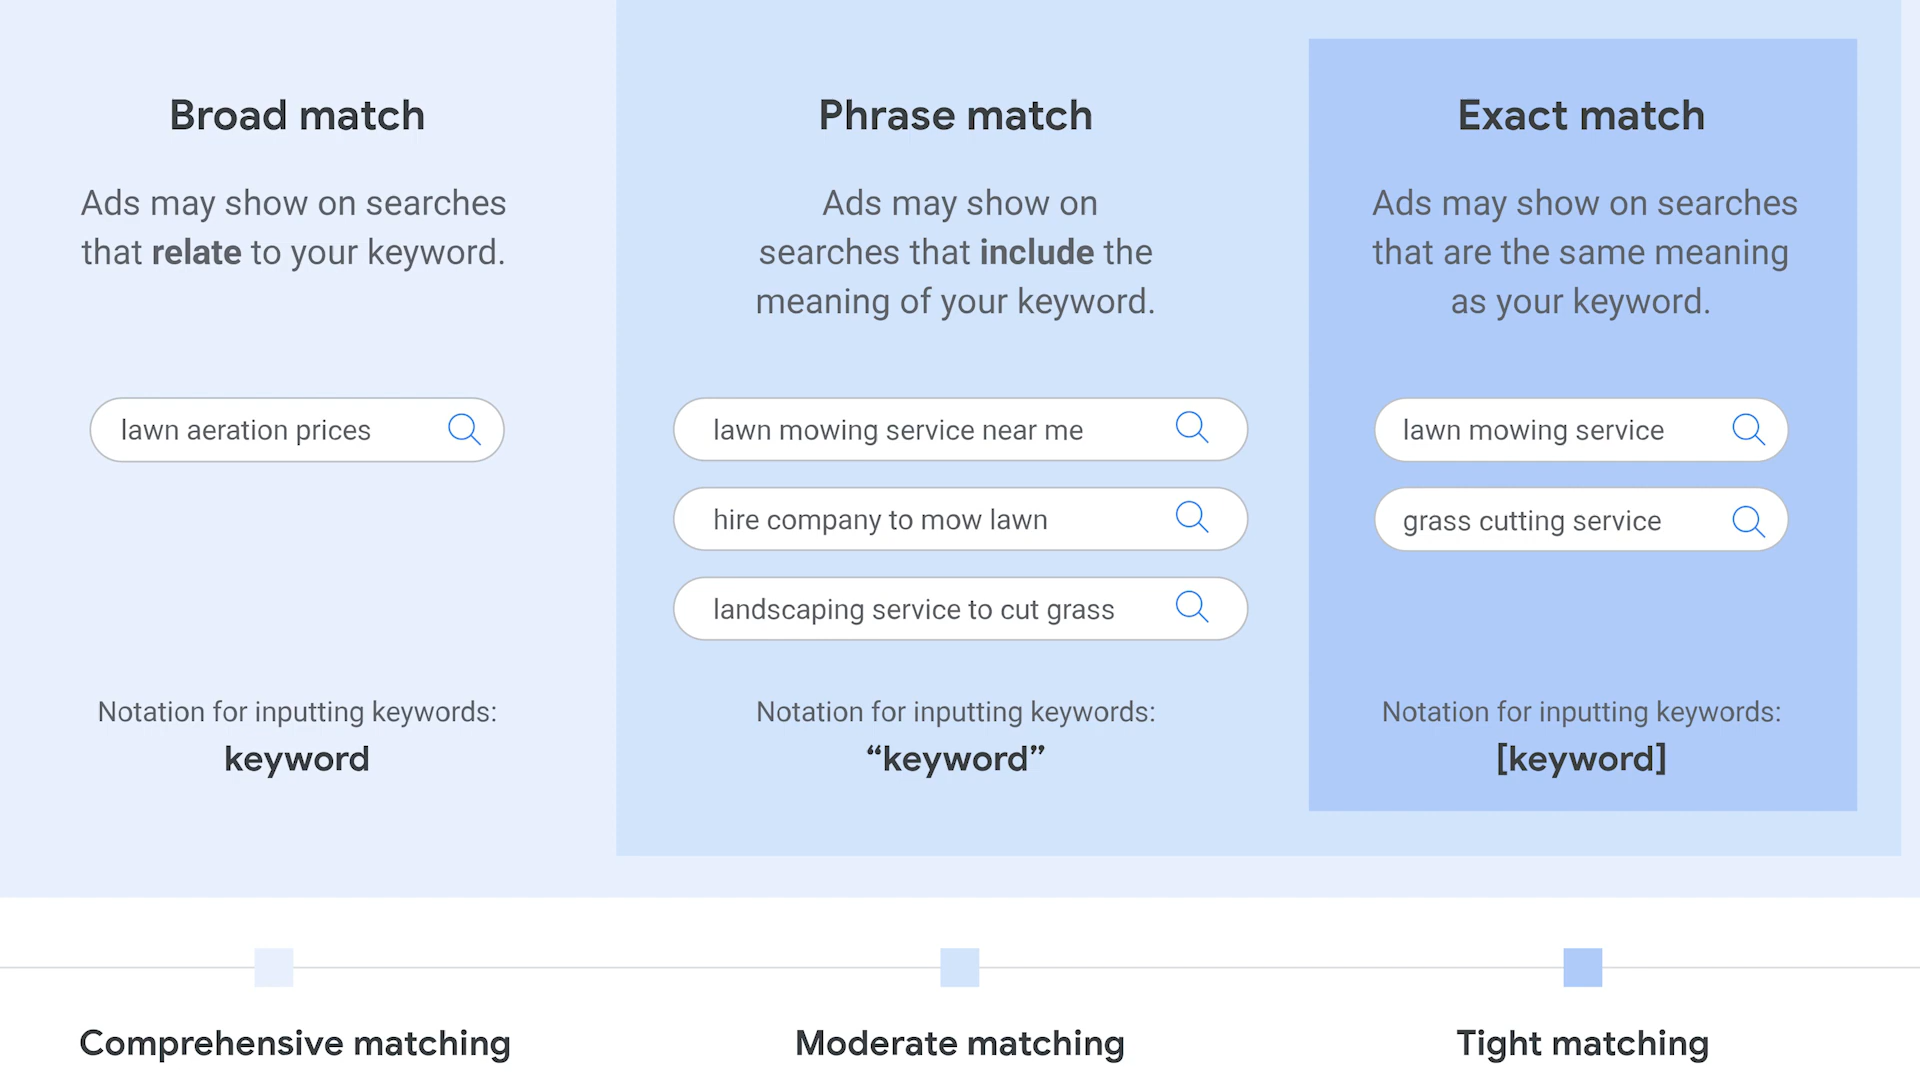 Broad match
Ads may show on searches
that relate to your keyword.
lawn aeration prices
Notation for inputting keywords:
keyword
Phrase match
Ads may show on
searches that include the
meaning of your keyword.
lawn mowing service near me
hire company to mow lawn
landscaping service to cut grass
Notation for inputting keywords:
“keyword”
Exact match
Ads may show on searches
that are the same meaning
as your keyword.
lawn mowing service
grass cutting service
Notation for inputting keywords:
[keyword]
Comprehensive matching
Moderate matching
Tight matching